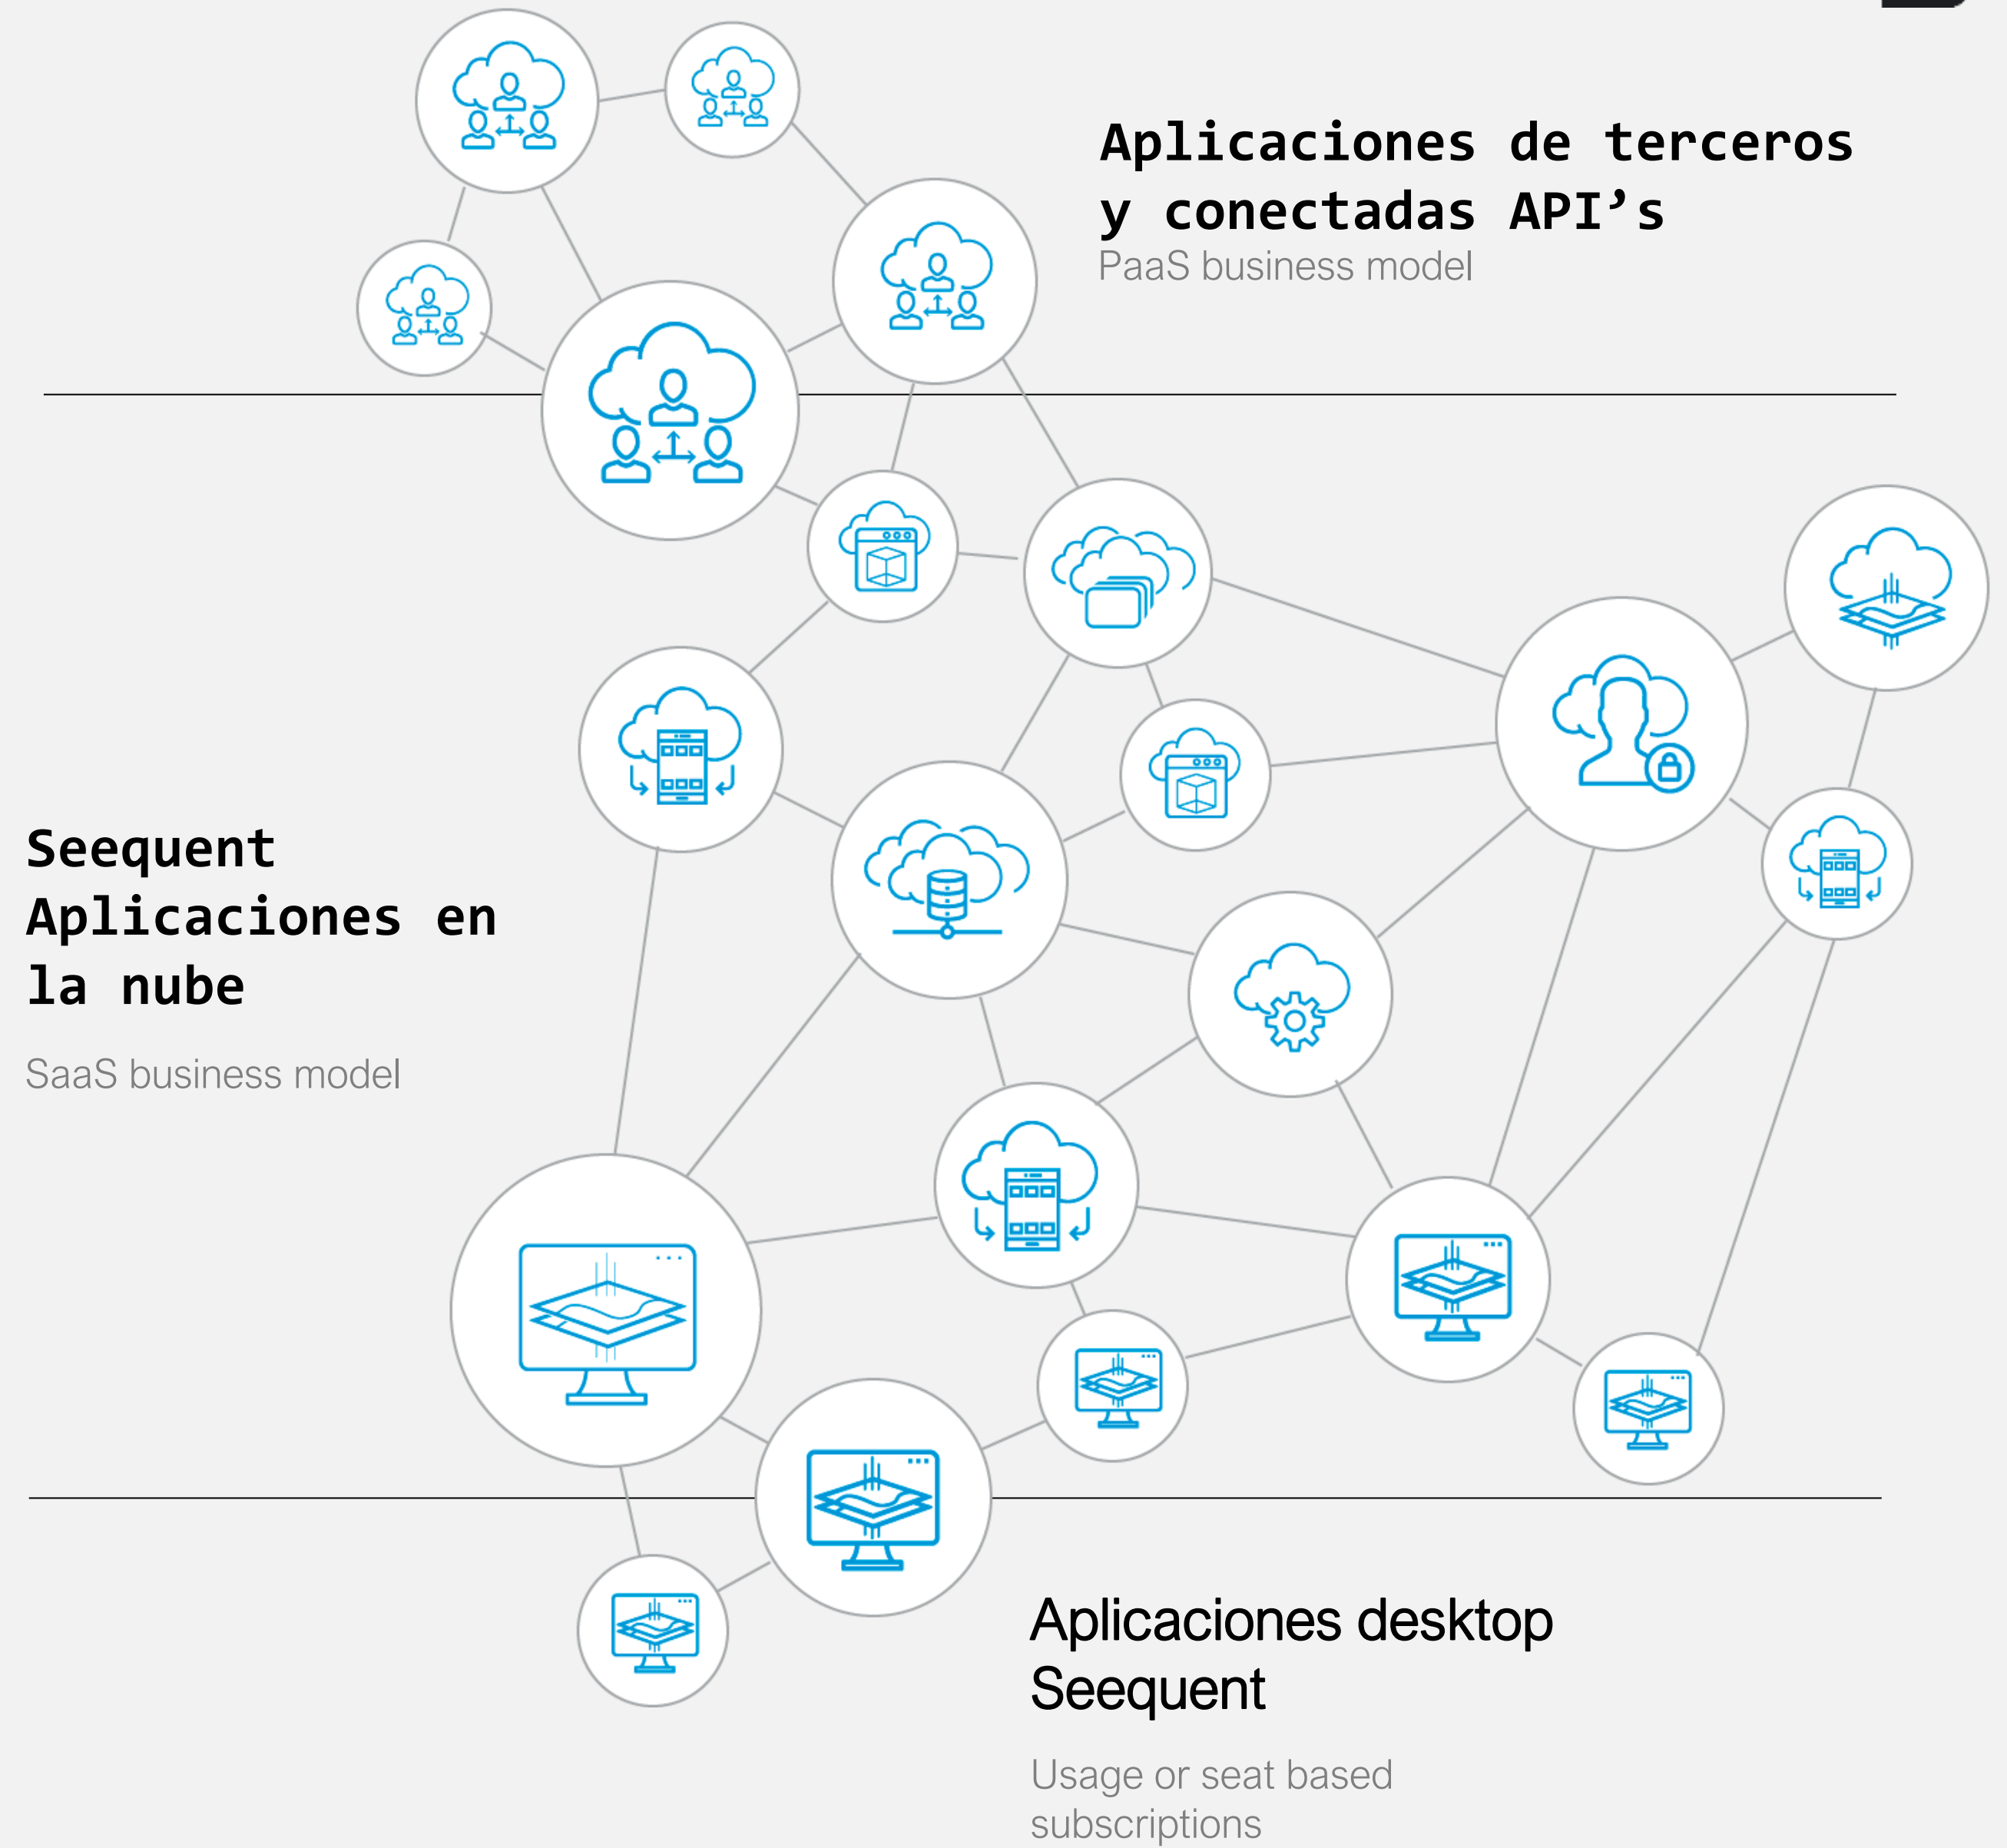 Aplicaciones de terceros
y conectadas API’s
PaaS business model
Seequent
Aplicaciones en
la nube
SaaS business model
Aplicaciones desktop
Seequent
Usage or seat based
subscriptions